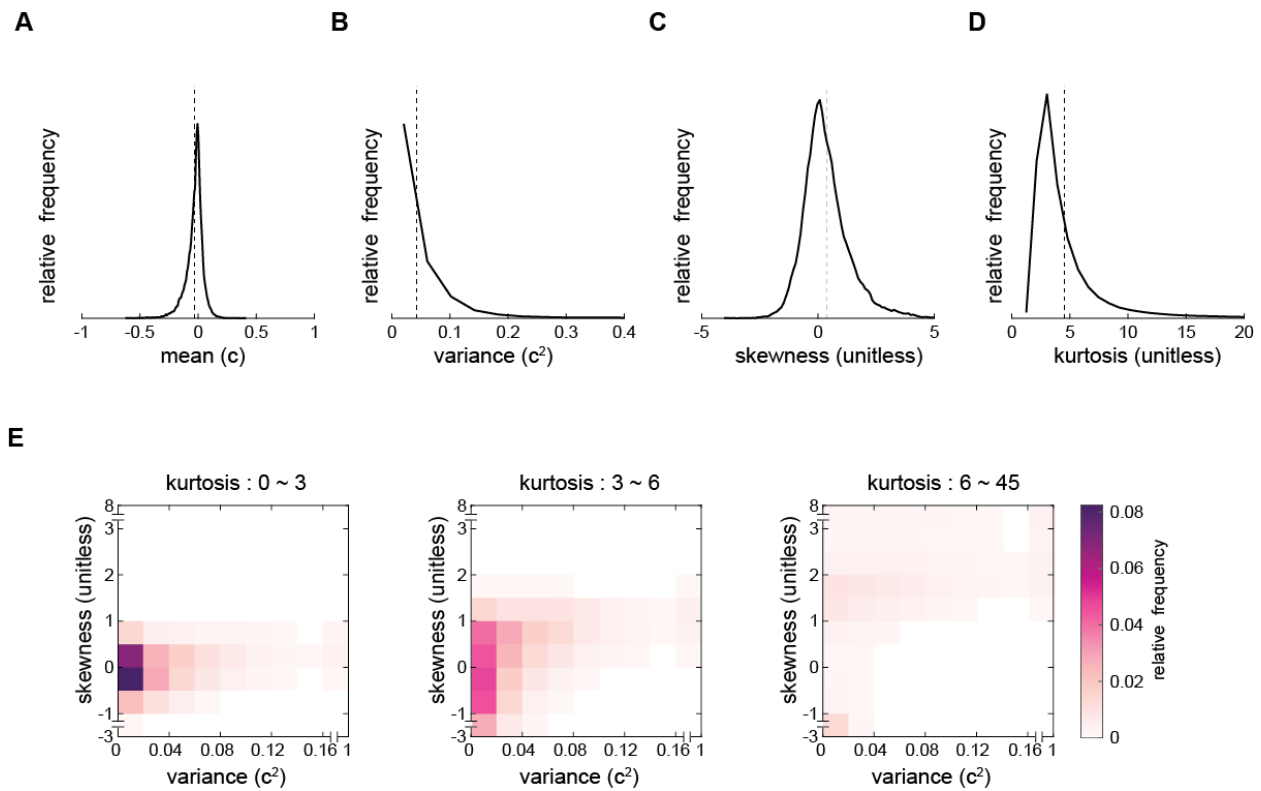 A
B
C
D
relative frequency
-1
-0.5
0
0.5
1
mean (c)
relative frequency
0
0.1
0.2
0.3
0.4
variance (c²)
relative frequency
-5
0
5
skewness (unitless)
relative frequency
0
5
10
15
20
kurtosis (unitless)
E
kurtosis : 0 ~ 3
skewness (unitless)
8
3
2
1
0
-1
-3
0
0.04
0.08
0.12
0.16
1
variance (c²)
kurtosis : 3 ~ 6
skewness (unitless)
8
3
2
1
0
-1
-3
0
0.04
0.08
0.12
0.16
1
variance (c²)
kurtosis : 6 ~ 45
skewness (unitless)
8
3
2
1
0
-1
-3
0
0.04
0.08
0.12
0.16
1
variance (c²)
0.08
0.06
0.04
0.02
0
relative frequency